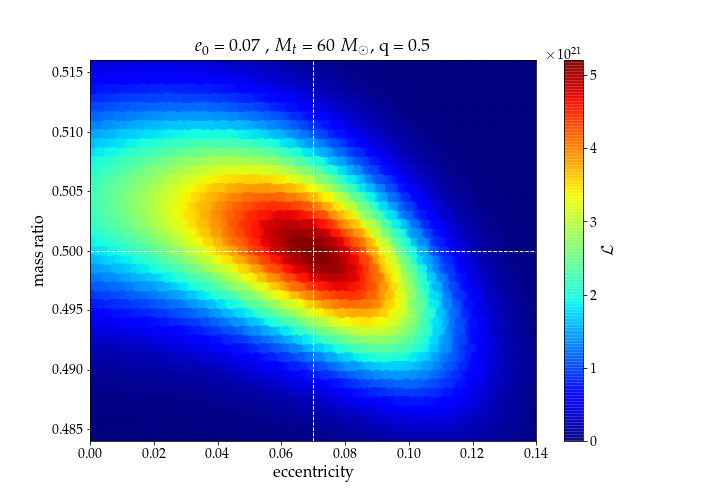 e₀ = 0.07 , Mₜ = 60 M☉, q = 0.5
×10²¹
0.515
0.510
0.505
0.500
0.495
0.490
0.485
mass ratio
0.00 0.02 0.04 0.06 0.08 0.10 0.12 0.14
eccentricity
5
4
3
2
1
0
ℒ